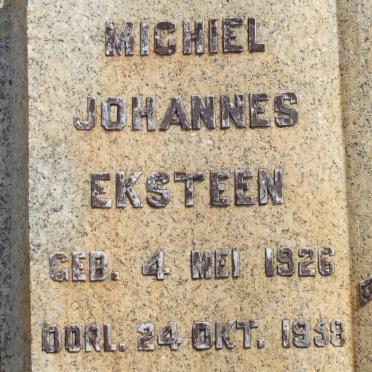 MICHIEL
JOHANNES
EKSTEEN
GEB. 4 MEI 1926
OORL. 24 OKT. 1958